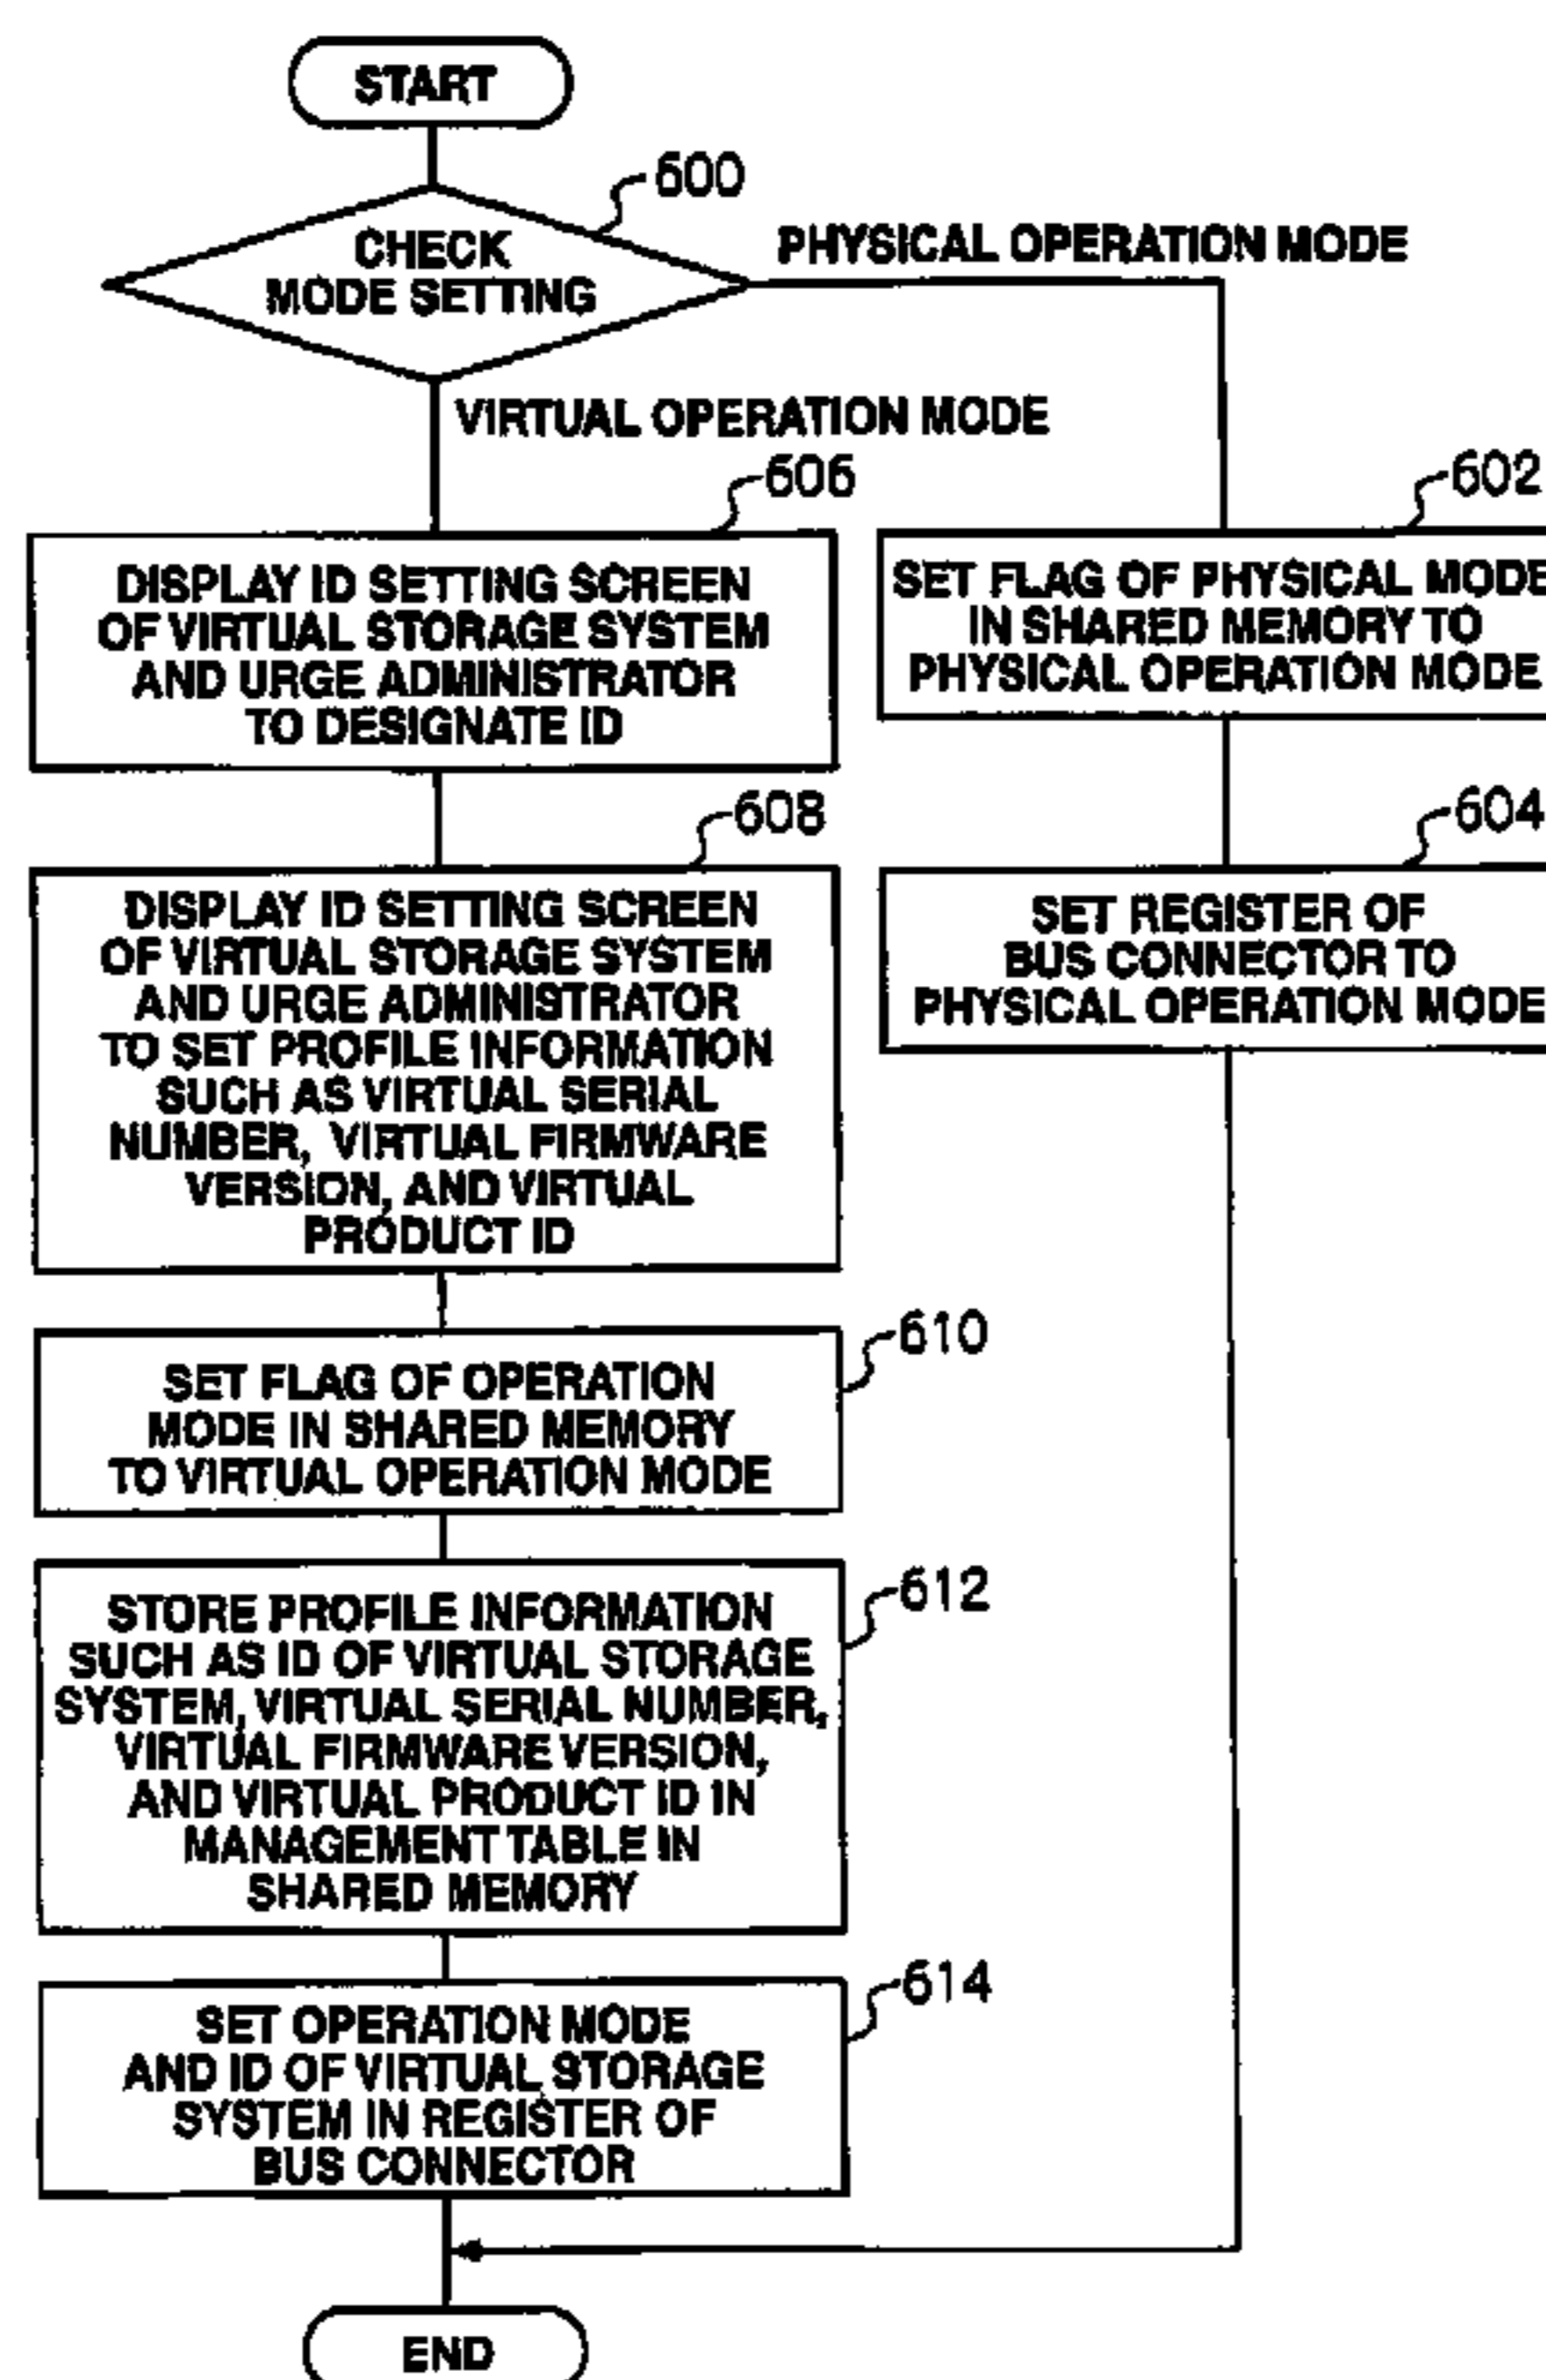 START
600
CHECK
MODE SETTING
PHYSICAL OPERATION MODE
VIRTUAL OPERATION MODE
606
DISPLAY ID SETTING SCREEN
OF VIRTUAL STORAGE SYSTEM
AND URGE ADMINISTRATOR
TO DESIGNATE ID
602
SET FLAG OF PHYSICAL MODE
IN SHARED MEMORY TO
PHYSICAL OPERATION MODE
608
DISPLAY ID SETTING SCREEN
OF VIRTUAL STORAGE SYSTEM
AND URGE ADMINISTRATOR
TO SET PROFILE INFORMATION
SUCH AS VIRTUAL SERIAL
NUMBER, VIRTUAL FIRMWARE
VERSION, AND VIRTUAL
PRODUCT ID
604
SET REGISTER OF
BUS CONNECTOR TO
PHYSICAL OPERATION MODE
610
SET FLAG OF OPERATION
MODE IN SHARED MEMORY
TO VIRTUAL OPERATION MODE
612
STORE PROFILE INFORMATION
SUCH AS ID OF VIRTUAL STORAGE
SYSTEM, VIRTUAL SERIAL NUMBER,
VIRTUAL FIRMWARE VERSION,
AND VIRTUAL PRODUCT ID IN
MANAGEMENT TABLE IN
SHARED MEMORY
614
SET OPERATION MODE
AND ID OF VIRTUAL STORAGE
SYSTEM IN REGISTER OF
BUS CONNECTOR
END